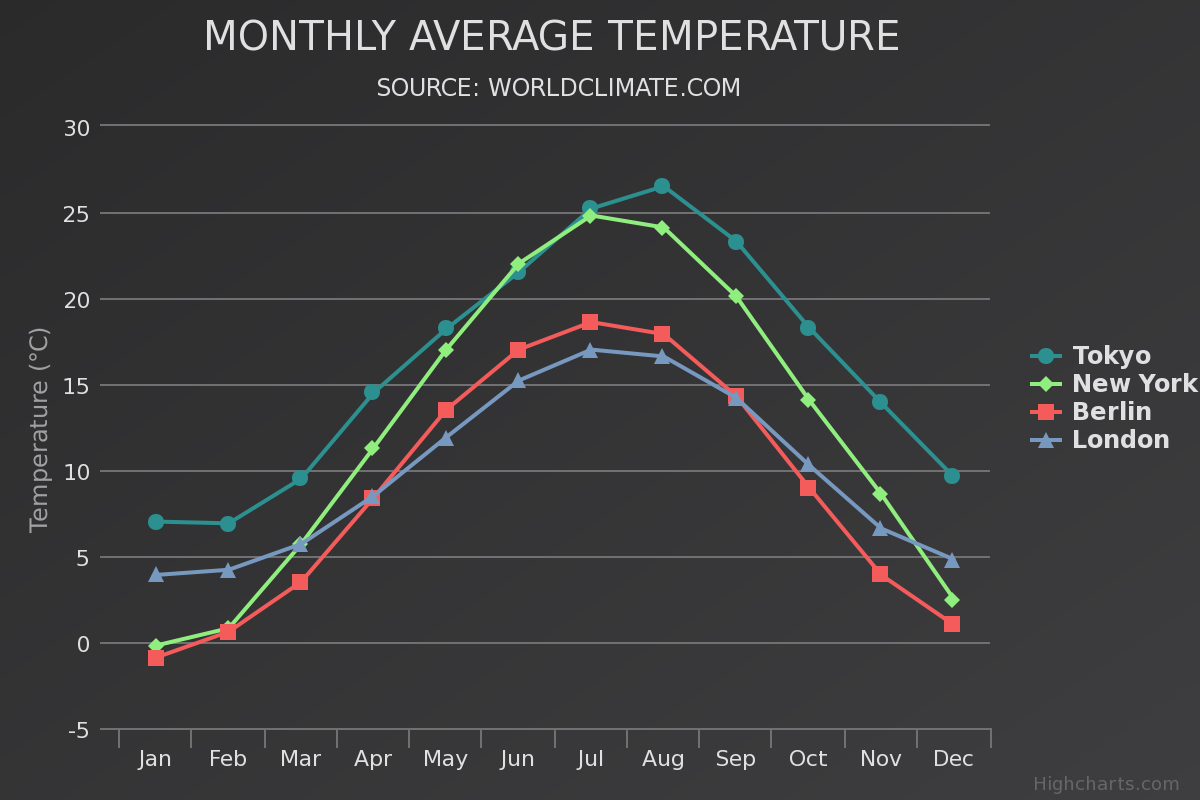 MONTHLY AVERAGE TEMPERATURE
SOURCE: WORLDCLIMATE.COM
Temperature (°C)
30
25
20
15
10
5
0
-5
Jan Feb Mar Apr May Jun Jul Aug Sep Oct Nov Dec
Tokyo
New York
Berlin
London
Highcharts.com